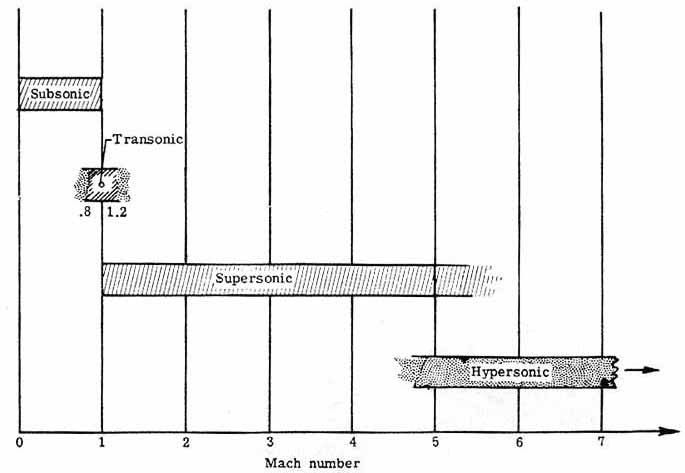 Subsonic
Transonic
.8 1.2
Supersonic
Hypersonic
0 1 2 3 4 5 6 7
Mach number